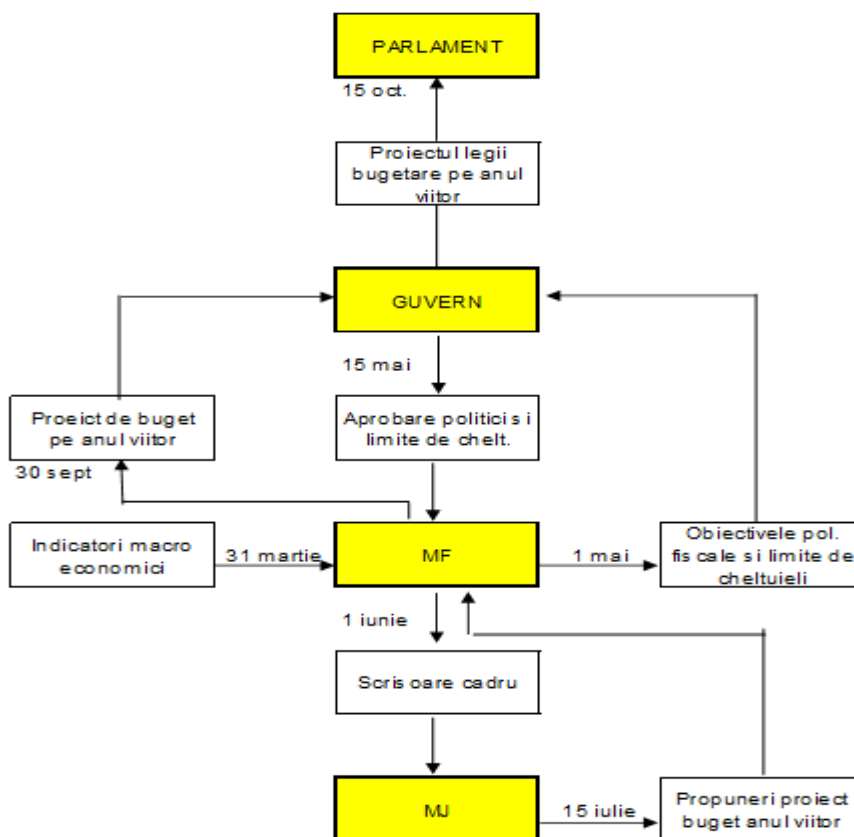 PARLAMENT
15 oct.
Proiectul legii
bugetare pe anul
viitor
GUVERN
15 mai
Proeict de buget
pe anul viitor
Aprobare politici si
limite de chelt.
30 sept
Indicatori macro
economici
31 martie
MF
1 mai
Obiectivele pol.
fiscale si limite de
cheltuieli
1 iunie
Scrisoare cadru
MJ
15 iulie
Propuneri proiect
buget anul viitor